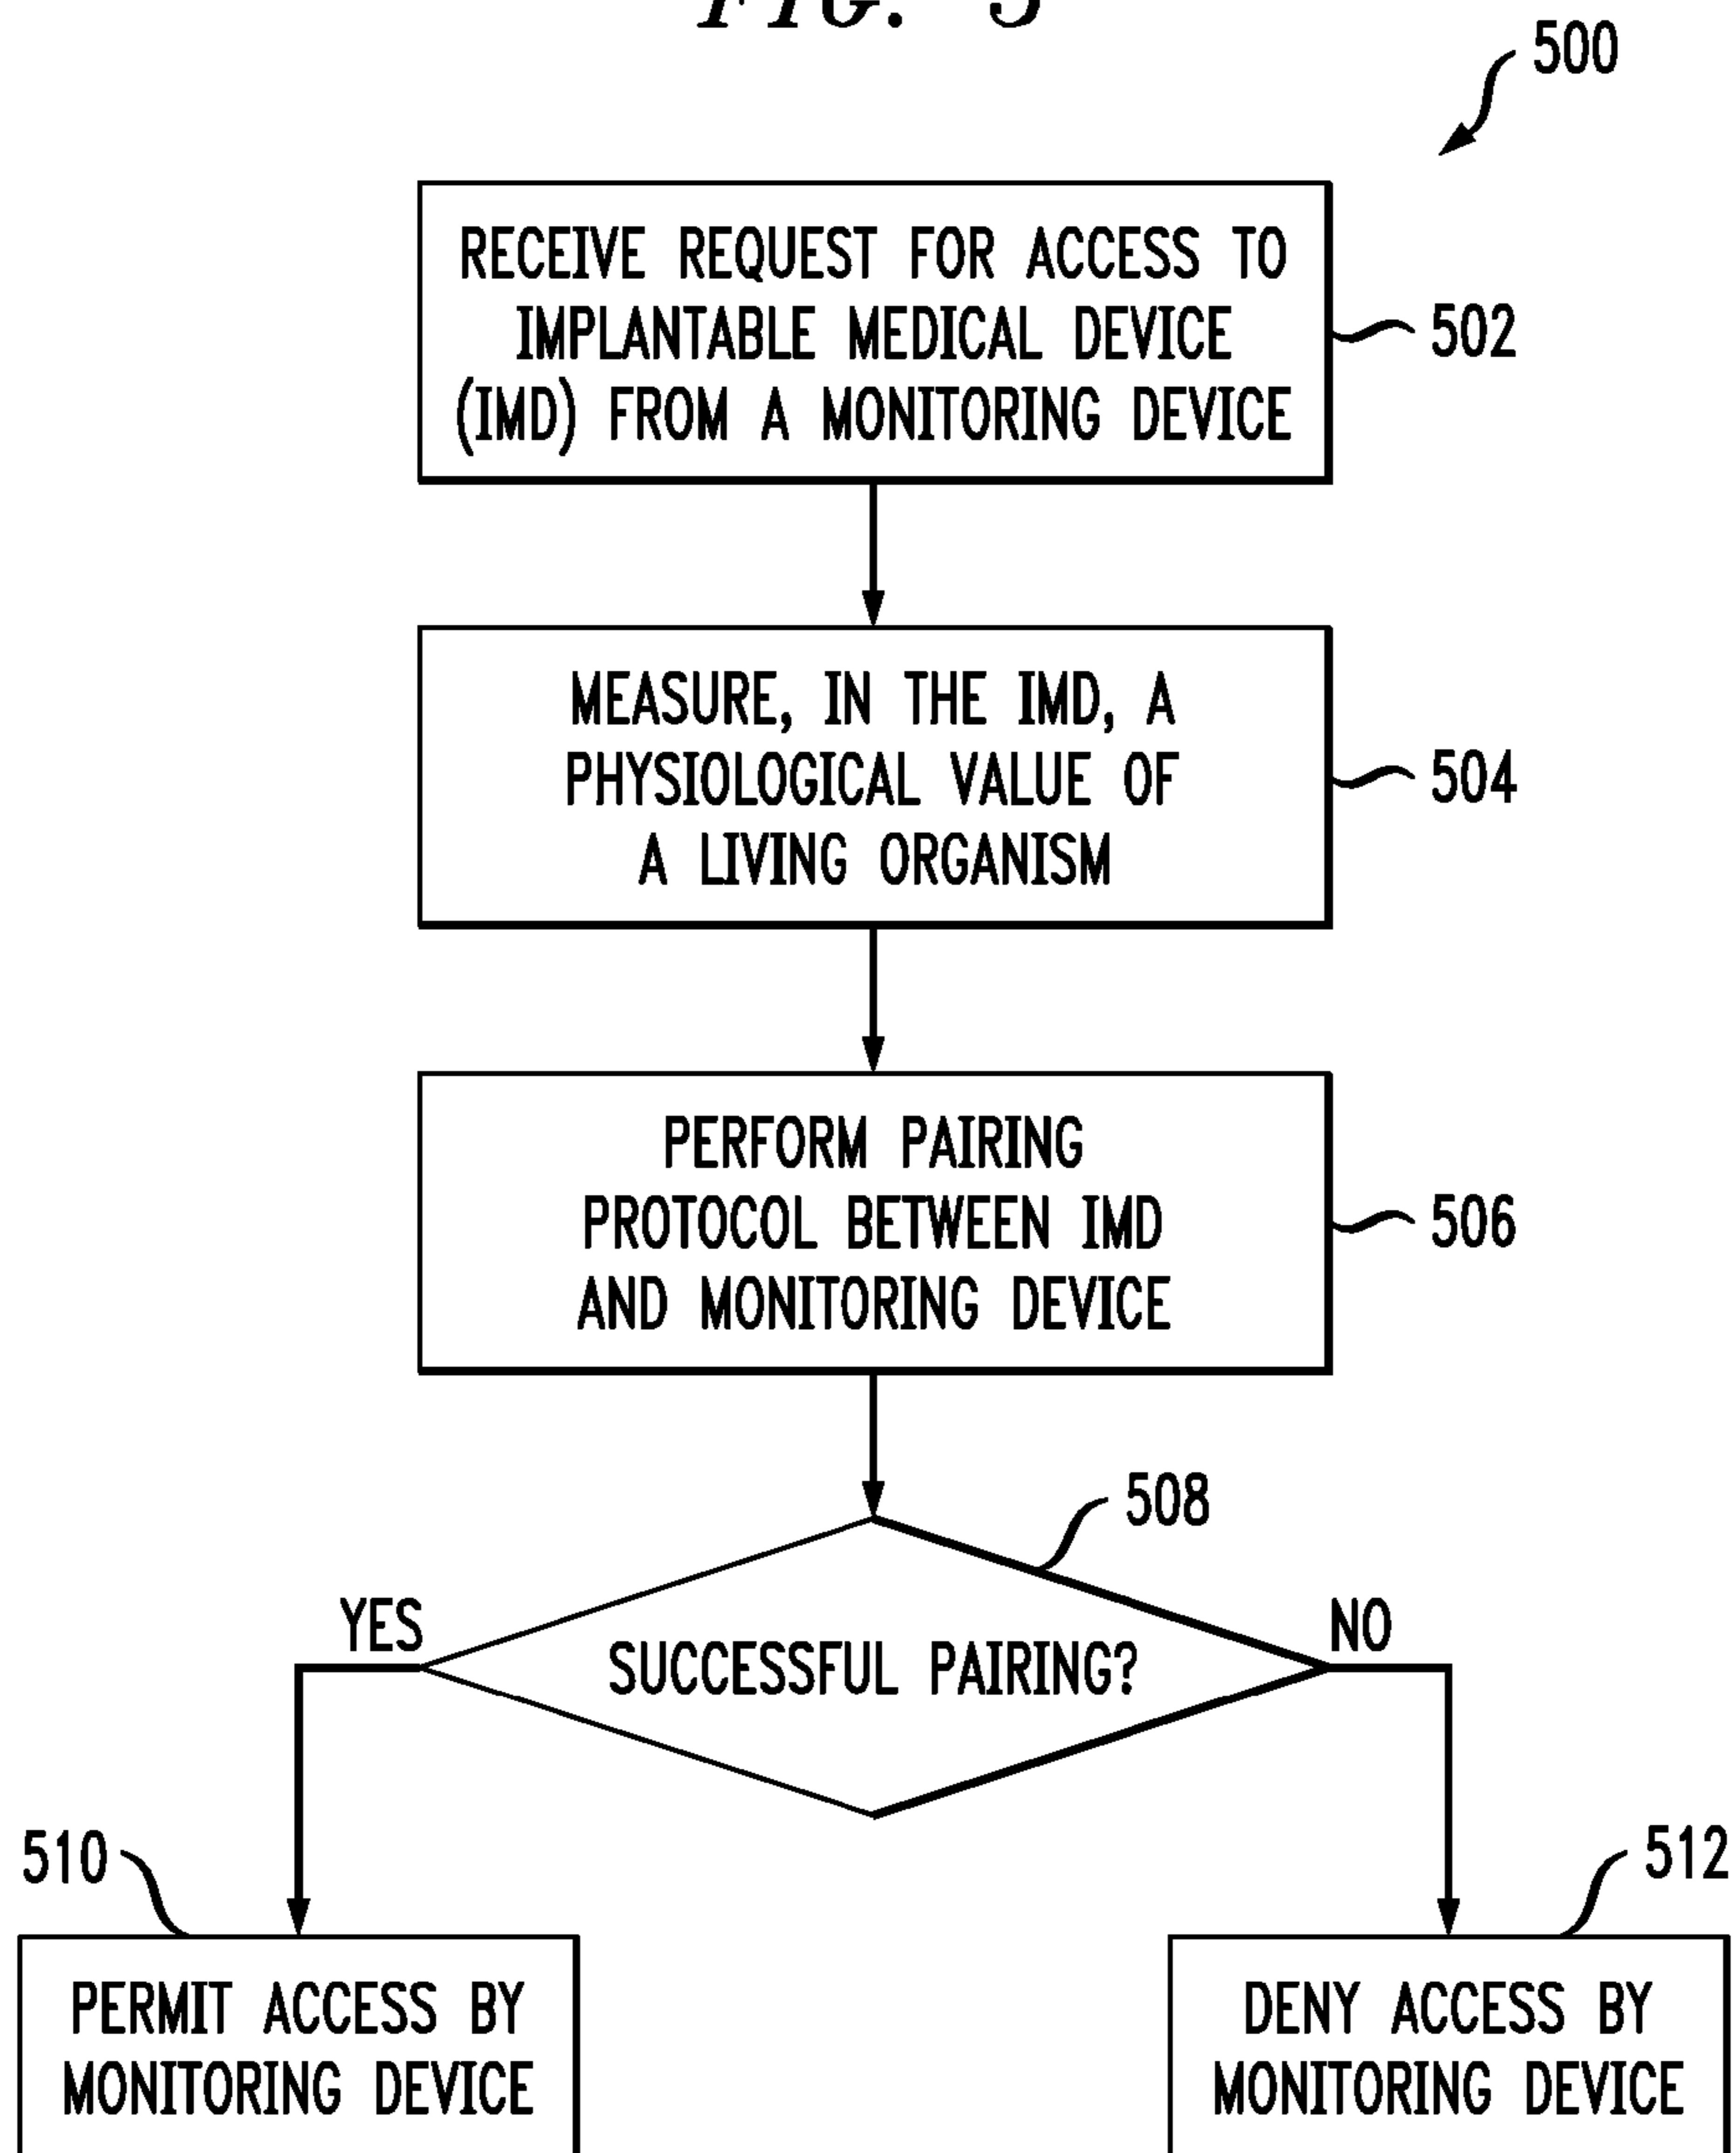 FIG. 5
500
RECEIVE REQUEST FOR ACCESS TO
IMPLANTABLE MEDICAL DEVICE
(IMD) FROM A MONITORING DEVICE
502
MEASURE, IN THE IMD, A
PHYSIOLOGICAL VALUE OF
A LIVING ORGANISM
504
PERFORM PAIRING
PROTOCOL BETWEEN IMD
AND MONITORING DEVICE
506
508
YES
SUCCESSFUL PAIRING?
NO
510
512
PERMIT ACCESS BY
MONITORING DEVICE
DENY ACCESS BY
MONITORING DEVICE